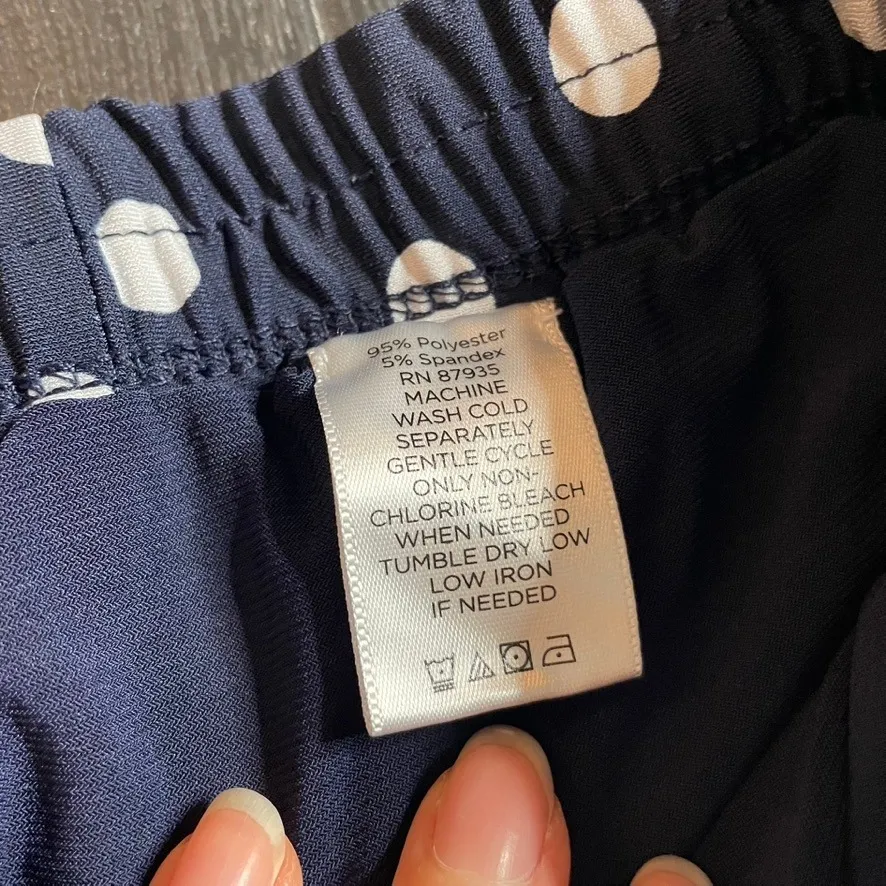 95% Polyester
5% Spandex
RN 87935
MACHINE
WASH COLD
SEPARATELY
GENTLE CYCLE
ONLY NON-
CHLORINE BLEACH
WHEN NEEDED
TUMBLE DRY LOW
LOW IRON
IF NEEDED